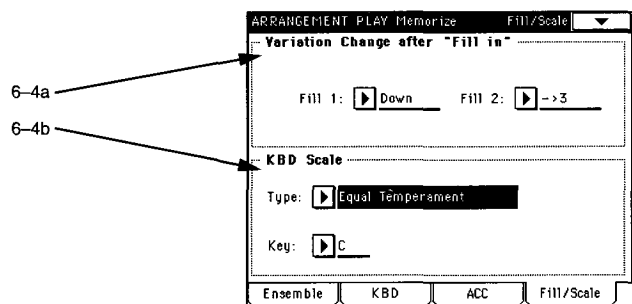 ARRANGEMENT PLAY Memorize Fill/Scale
Variation Change after "Fill in"
6–4a
Fill 1: Down Fill 2: ->3
6–4b
KBD Scale
Type: Equal Temperament
Key: C
Ensemble KBD ACC Fill/Scale